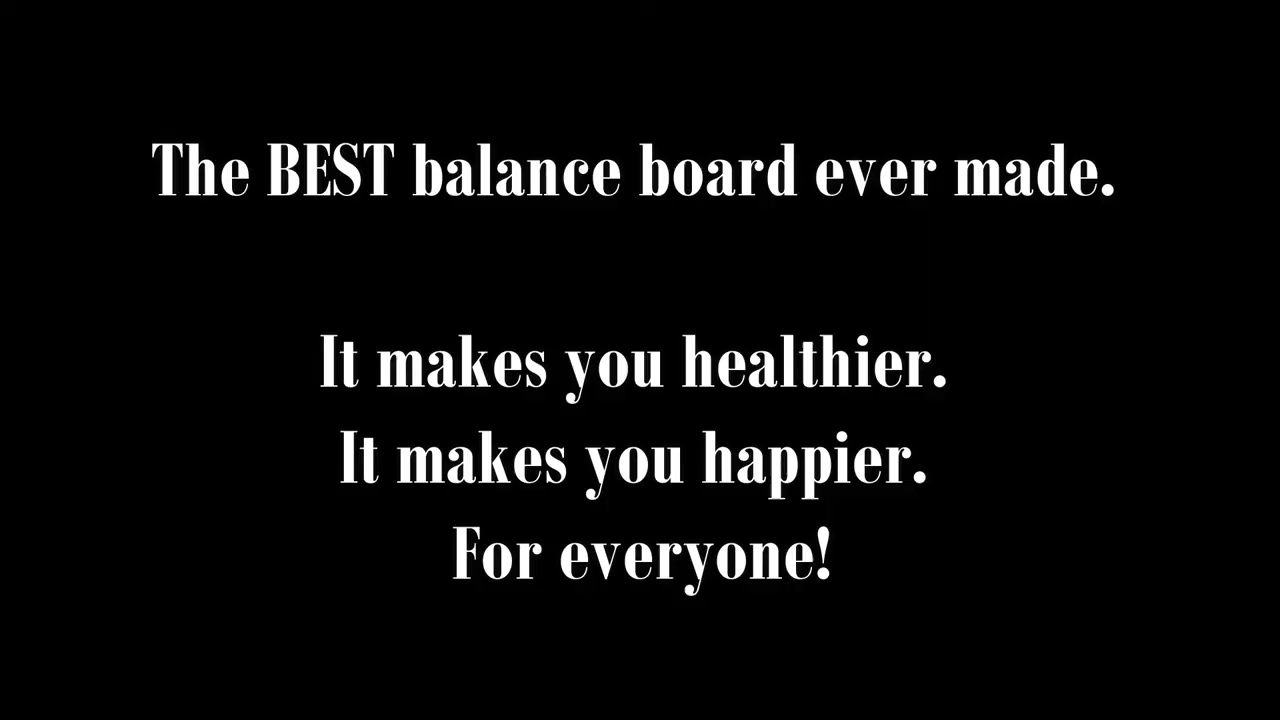 The BEST balance board ever made.
It makes you healthier.
It makes you happier.
For everyone!